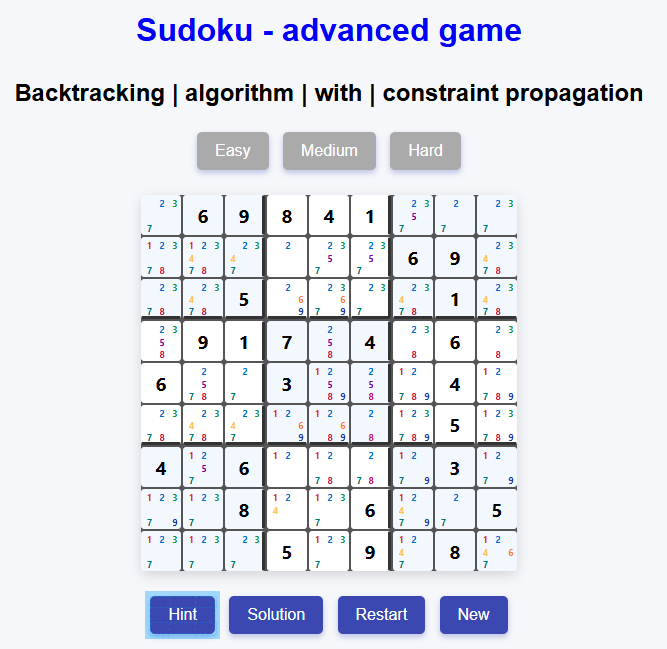 Sudoku - advanced game
Backtracking | algorithm | with | constraint propagation
Easy Medium Hard
2 3 2 3 2 2 3
6 9 8 4 1 5
7 7 7 7
1 2 3 1 2 3 2 3 2 2 3 2 3 2 3
4 4 5 5 6 9 4
7 8 7 8 7 7 7 7 8
2 3 2 3 2 2 3 2 3 2 3 2 3
4 5 6 6 4 1 4
7 8 7 8 9 7 9 7 7 8 7 8
2 3 2 2 3 2 3
5 9 1 7 5 4 6
8 8 8 8
2 2 1 2 2 1 2 1 2
6 5 3 5 5 4
7 8 7 8 9 8 7 8 9 7 8 9
2 3 2 3 2 3 1 2 1 2 2 1 2 3 1 2 3
4 4 6 6 5
7 8 7 8 7 9 8 9 8 7 8 9 7 8 9
1 2 1 2 1 2 2 1 2 1 2
4 5 6 3
7 7 8 7 8 7 9 7 9
1 2 3 1 2 3 1 2 1 2 3 1 2 2
8 4 6 4 5
7 9 7 7 7 9 7
1 2 3 1 2 3 2 3 1 2 3 1 2 1 2
5 9 4 8 4 6
7 7 7 7 7 7
Hint Solution Restart New